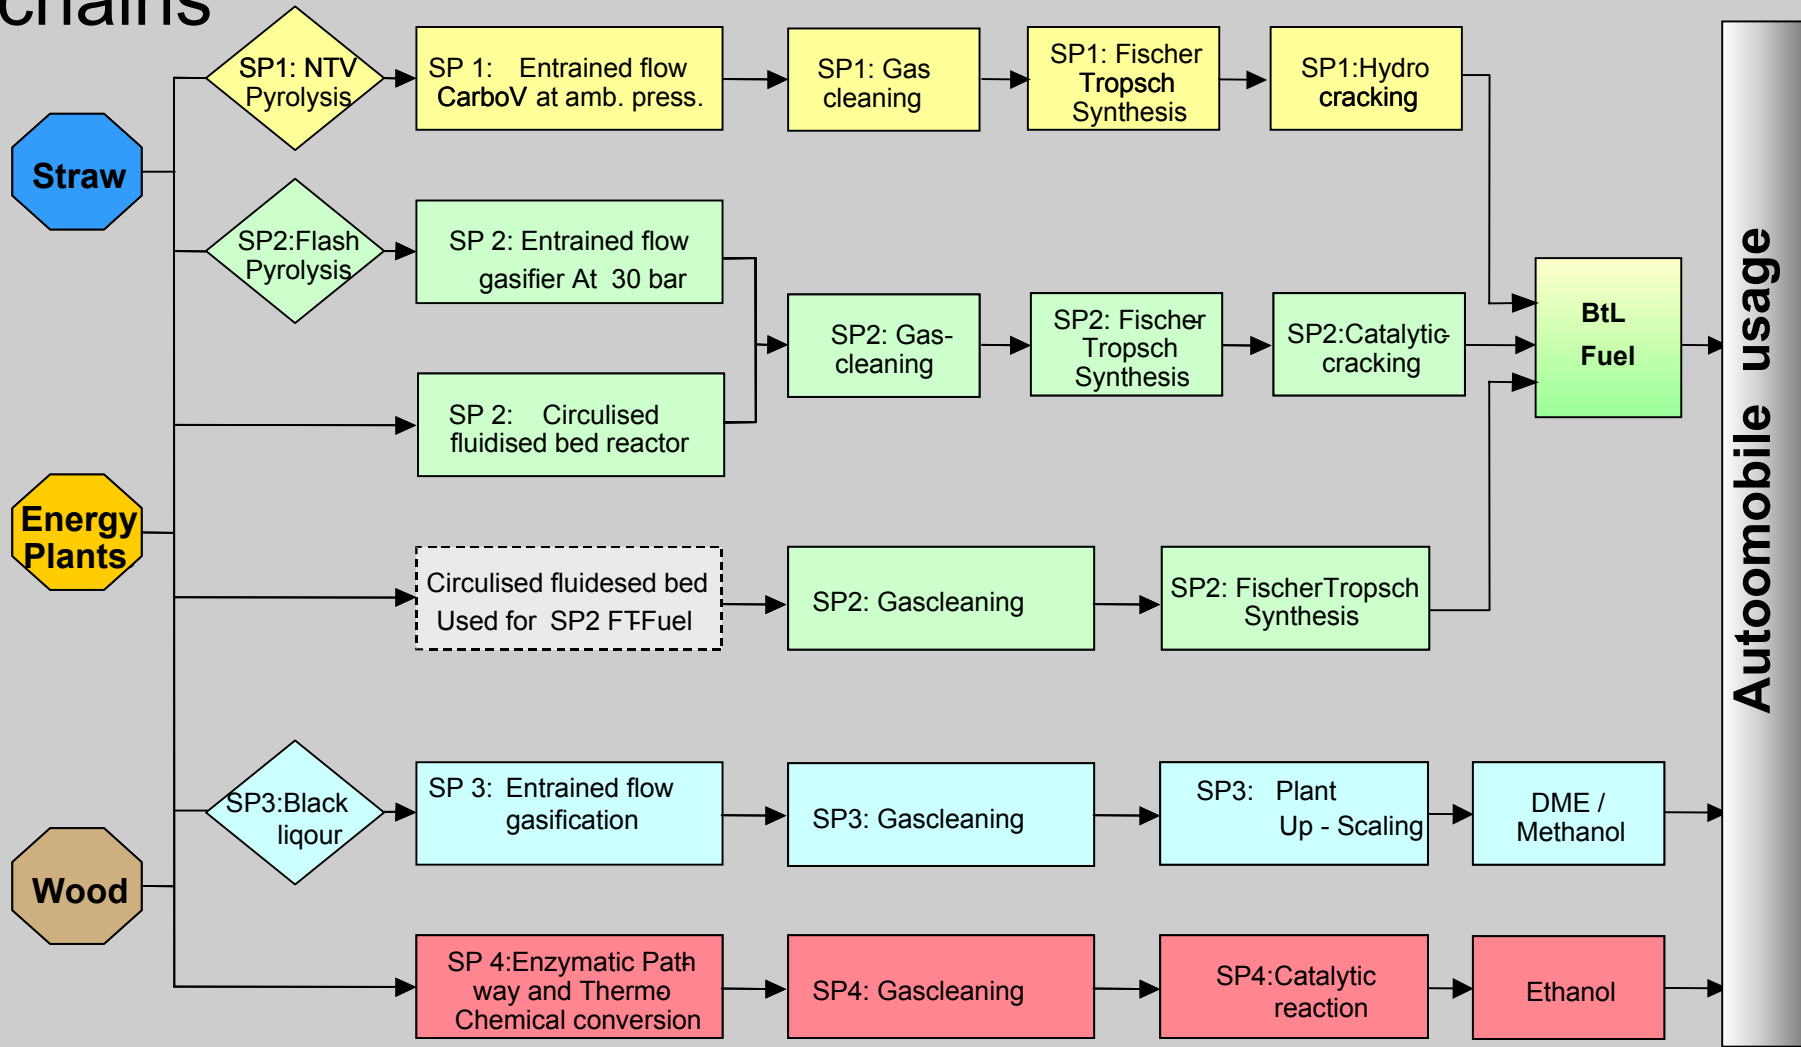 chains
SP1: NTV
Pyrolysis
SP 1: Entrained flow
CarboV at amb. press.
SP1: Gas
cleaning
SP1: Fischer
Tropsch
Synthesis
SP1:Hydro
cracking
Straw
SP2:Flash
Pyrolysis
SP 2: Entrained flow
gasifier At 30 bar
SP2: Gas-
cleaning
SP2: Fischer-
Tropsch
Synthesis
SP2:Catalytic-
cracking
BtL
Fuel
SP 2: Circulised
fluidised bed reactor
Energy
Plants
Circulised fluidesed bed
Used for SP2 FT-Fuel
SP2: Gascleaning
SP2: FischerTropsch
Synthesis
SP3:Black
liqour
SP 3: Entrained flow
gasification
SP3: Gascleaning
SP3: Plant
Up - Scaling
DME /
Methanol
Wood
SP 4:Enzymatic Path-
way and Thermo-
Chemical conversion
SP4: Gascleaning
SP4:Catalytic
reaction
Ethanol
Autoomobile usage